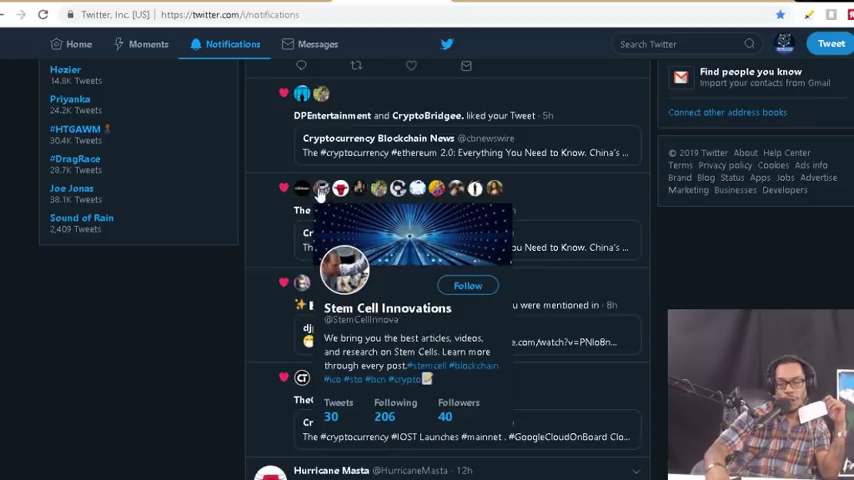 Twitter, Inc. [US] | https://twitter.com/i/notifications
Home Moments Notifications Messages
Search Twitter
Tweet
Hozier
14.8K Tweets
Priyanka
24.2K Tweets
#HTGAWM
30.4K Tweets
#DragRace
28.7K Tweets
Joe Jonas
38.1K Tweets
Sound of Rain
2,409 Tweets
DPEntertainment and CryptoBridgee. liked your Tweet · 5h
Cryptocurrency Blockchain News @cbnewswire
The #cryptocurrency #ethereum 2.0: Everything You Need to Know. China's ...
The
Cr
ou Need to Know. China's ...
Stem Cell Innovations
@StemCellInnova
Follow
We bring you the best articles, videos,
and research on Stem Cells. Learn more
through every post.#stemcell #blockchain
#ico #sto #bcn #crypto
Tweets Following Followers
30 206 40
u were mentioned in · 8h
dj
e.com/watch?v=PNlo8n...
CT
The
Cr
The #cryptocurrency #IOST Launches #mainnet . #GoogleCloudOnBoard Clo...
Hurricane Masta @HurricaneMasta · 12h
Find people you know
Import your contacts from Gmail
Connect other address books
© 2019 Twitter About Help Center
Terms Privacy policy Cookies Ads info
Brand Blog Status Apps Jobs Advertise
Marketing Businesses Developers